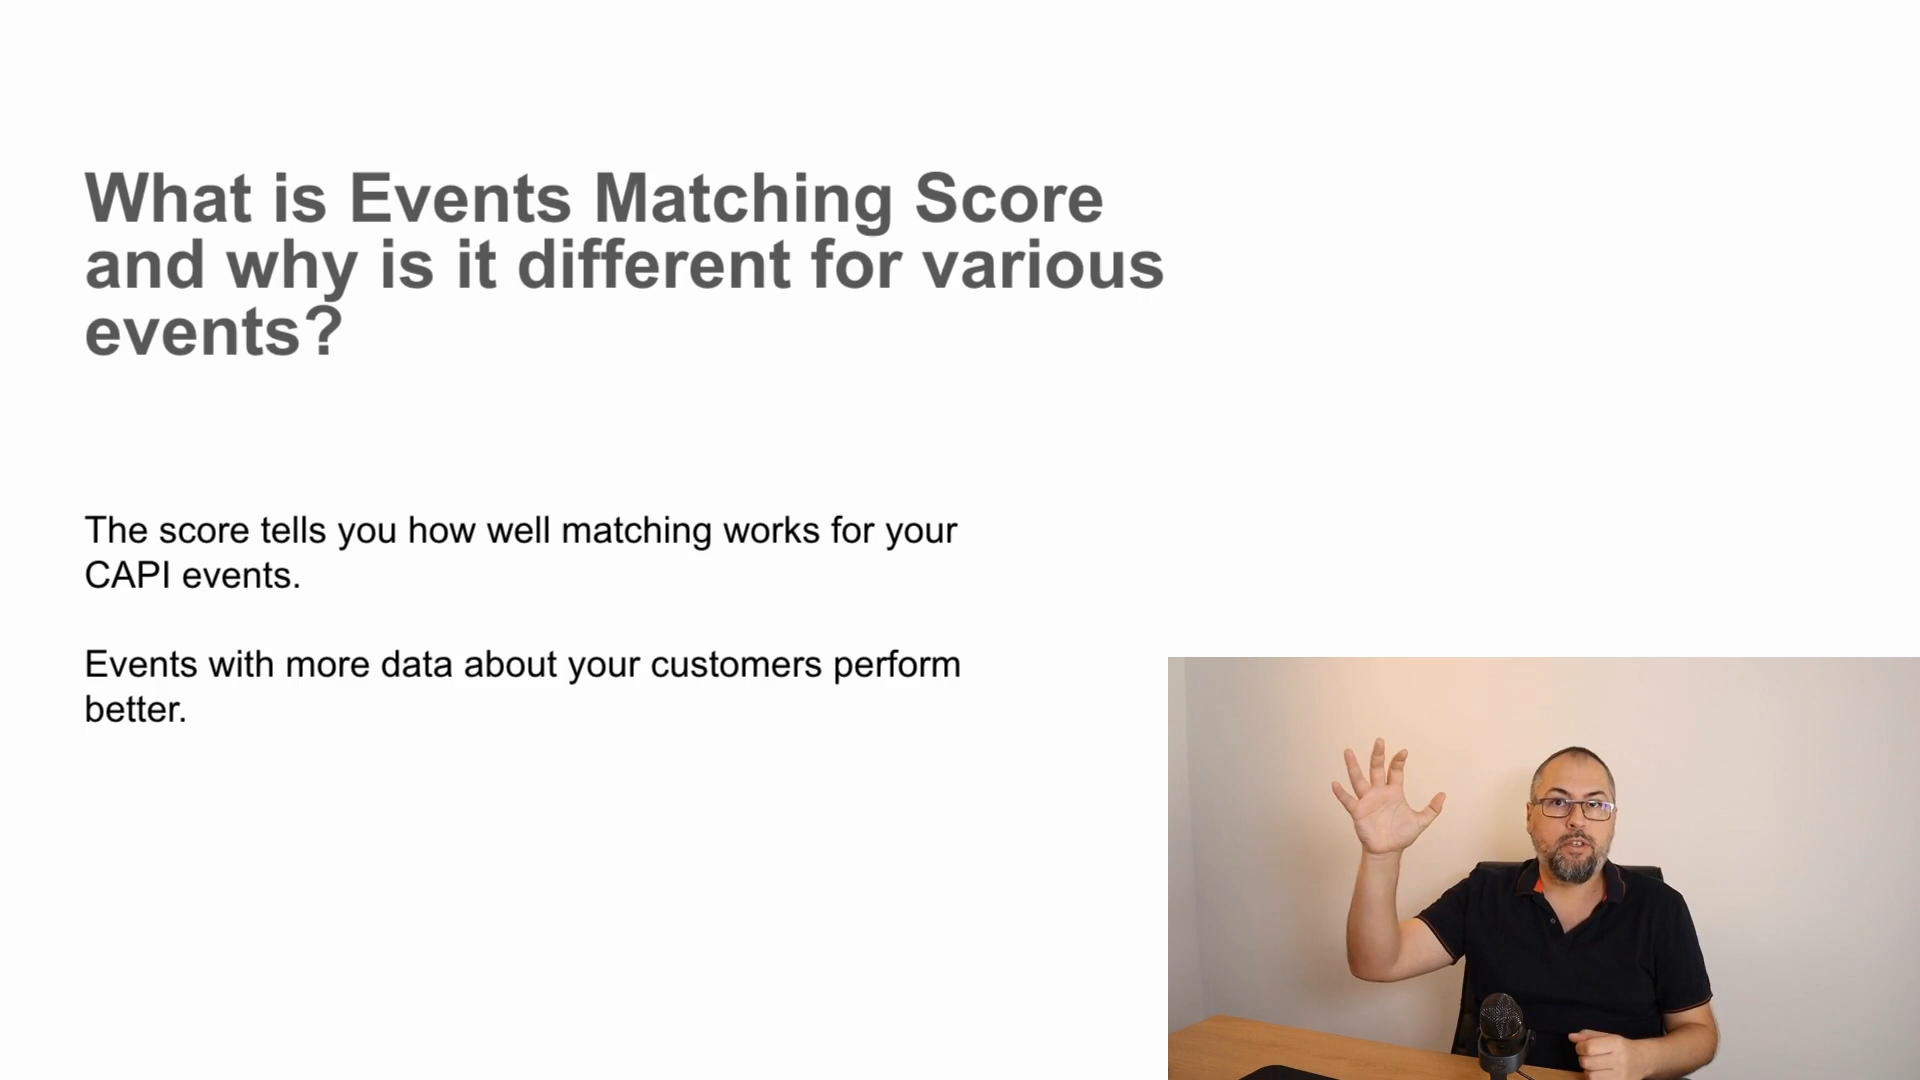 What is Events Matching Score
and why is it different for various
events?
The score tells you how well matching works for your
CAPI events.
Events with more data about your customers perform
better.